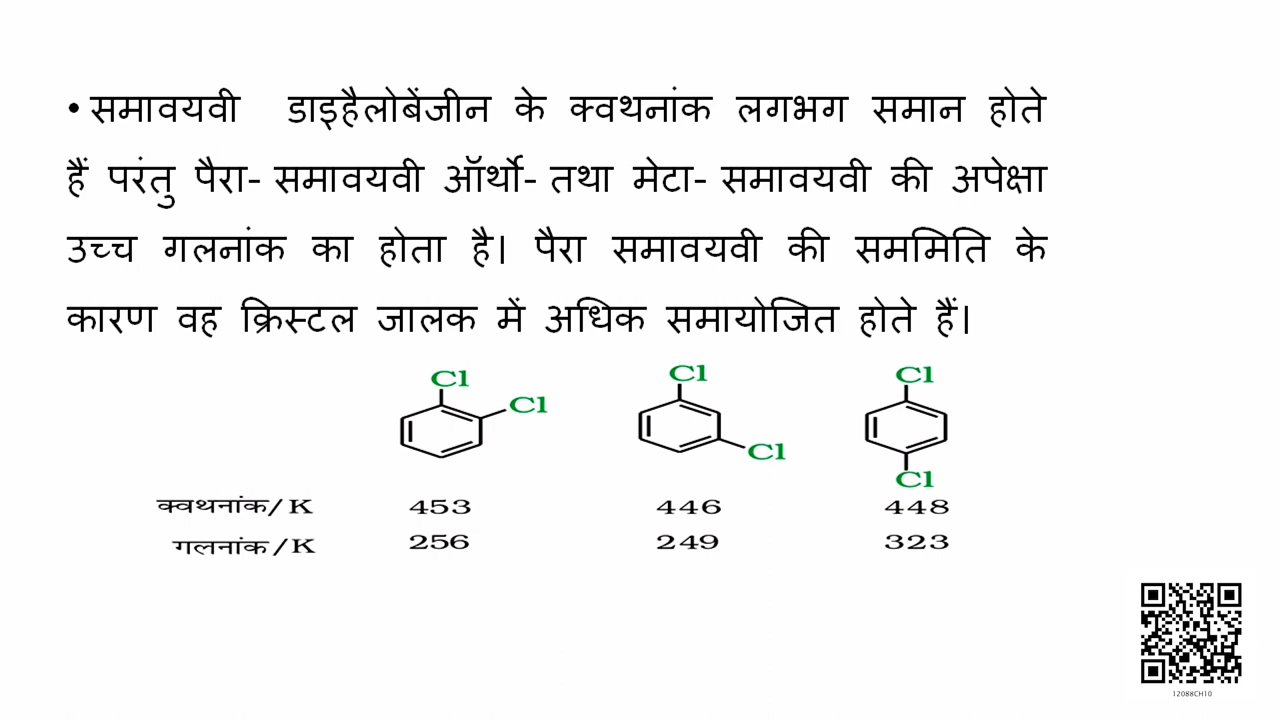 • समावयवी डाइहैलोबेंजीन के क्वथनांक लगभग समान होते
हैं परंतु पैरा- समावयवी ऑर्थो- तथा मेटा- समावयवी की अपेक्षा
उच्च गलनांक का होता है। पैरा समावयवी की सममिति के
कारण वह क्रिस्टल जालक में अधिक समायोजित होते हैं।
Cl Cl Cl
Cl Cl Cl
क्वथनांक/K 453 446 448
गलनांक/K 256 249 323
12088CH10